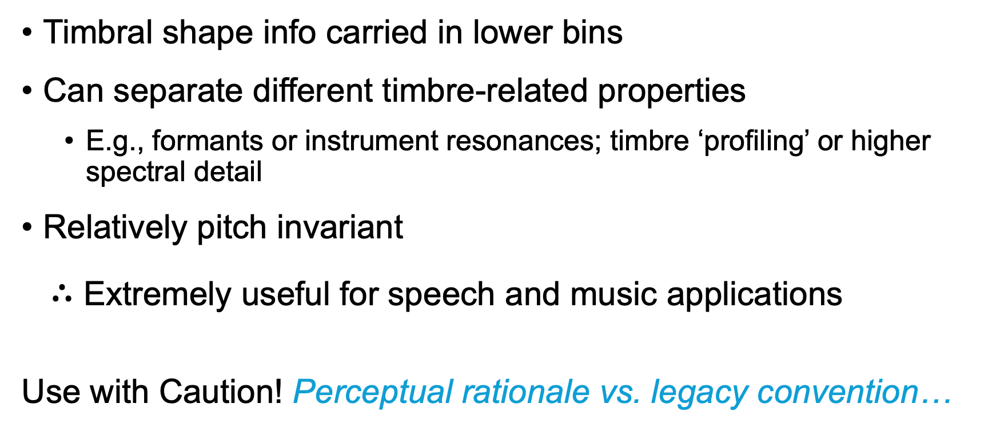 • Timbral shape info carried in lower bins
• Can separate different timbre-related properties
• E.g., formants or instrument resonances; timbre ‘profiling’ or higher
spectral detail
• Relatively pitch invariant
∴ Extremely useful for speech and music applications
Use with Caution! Perceptual rationale vs. legacy convention…